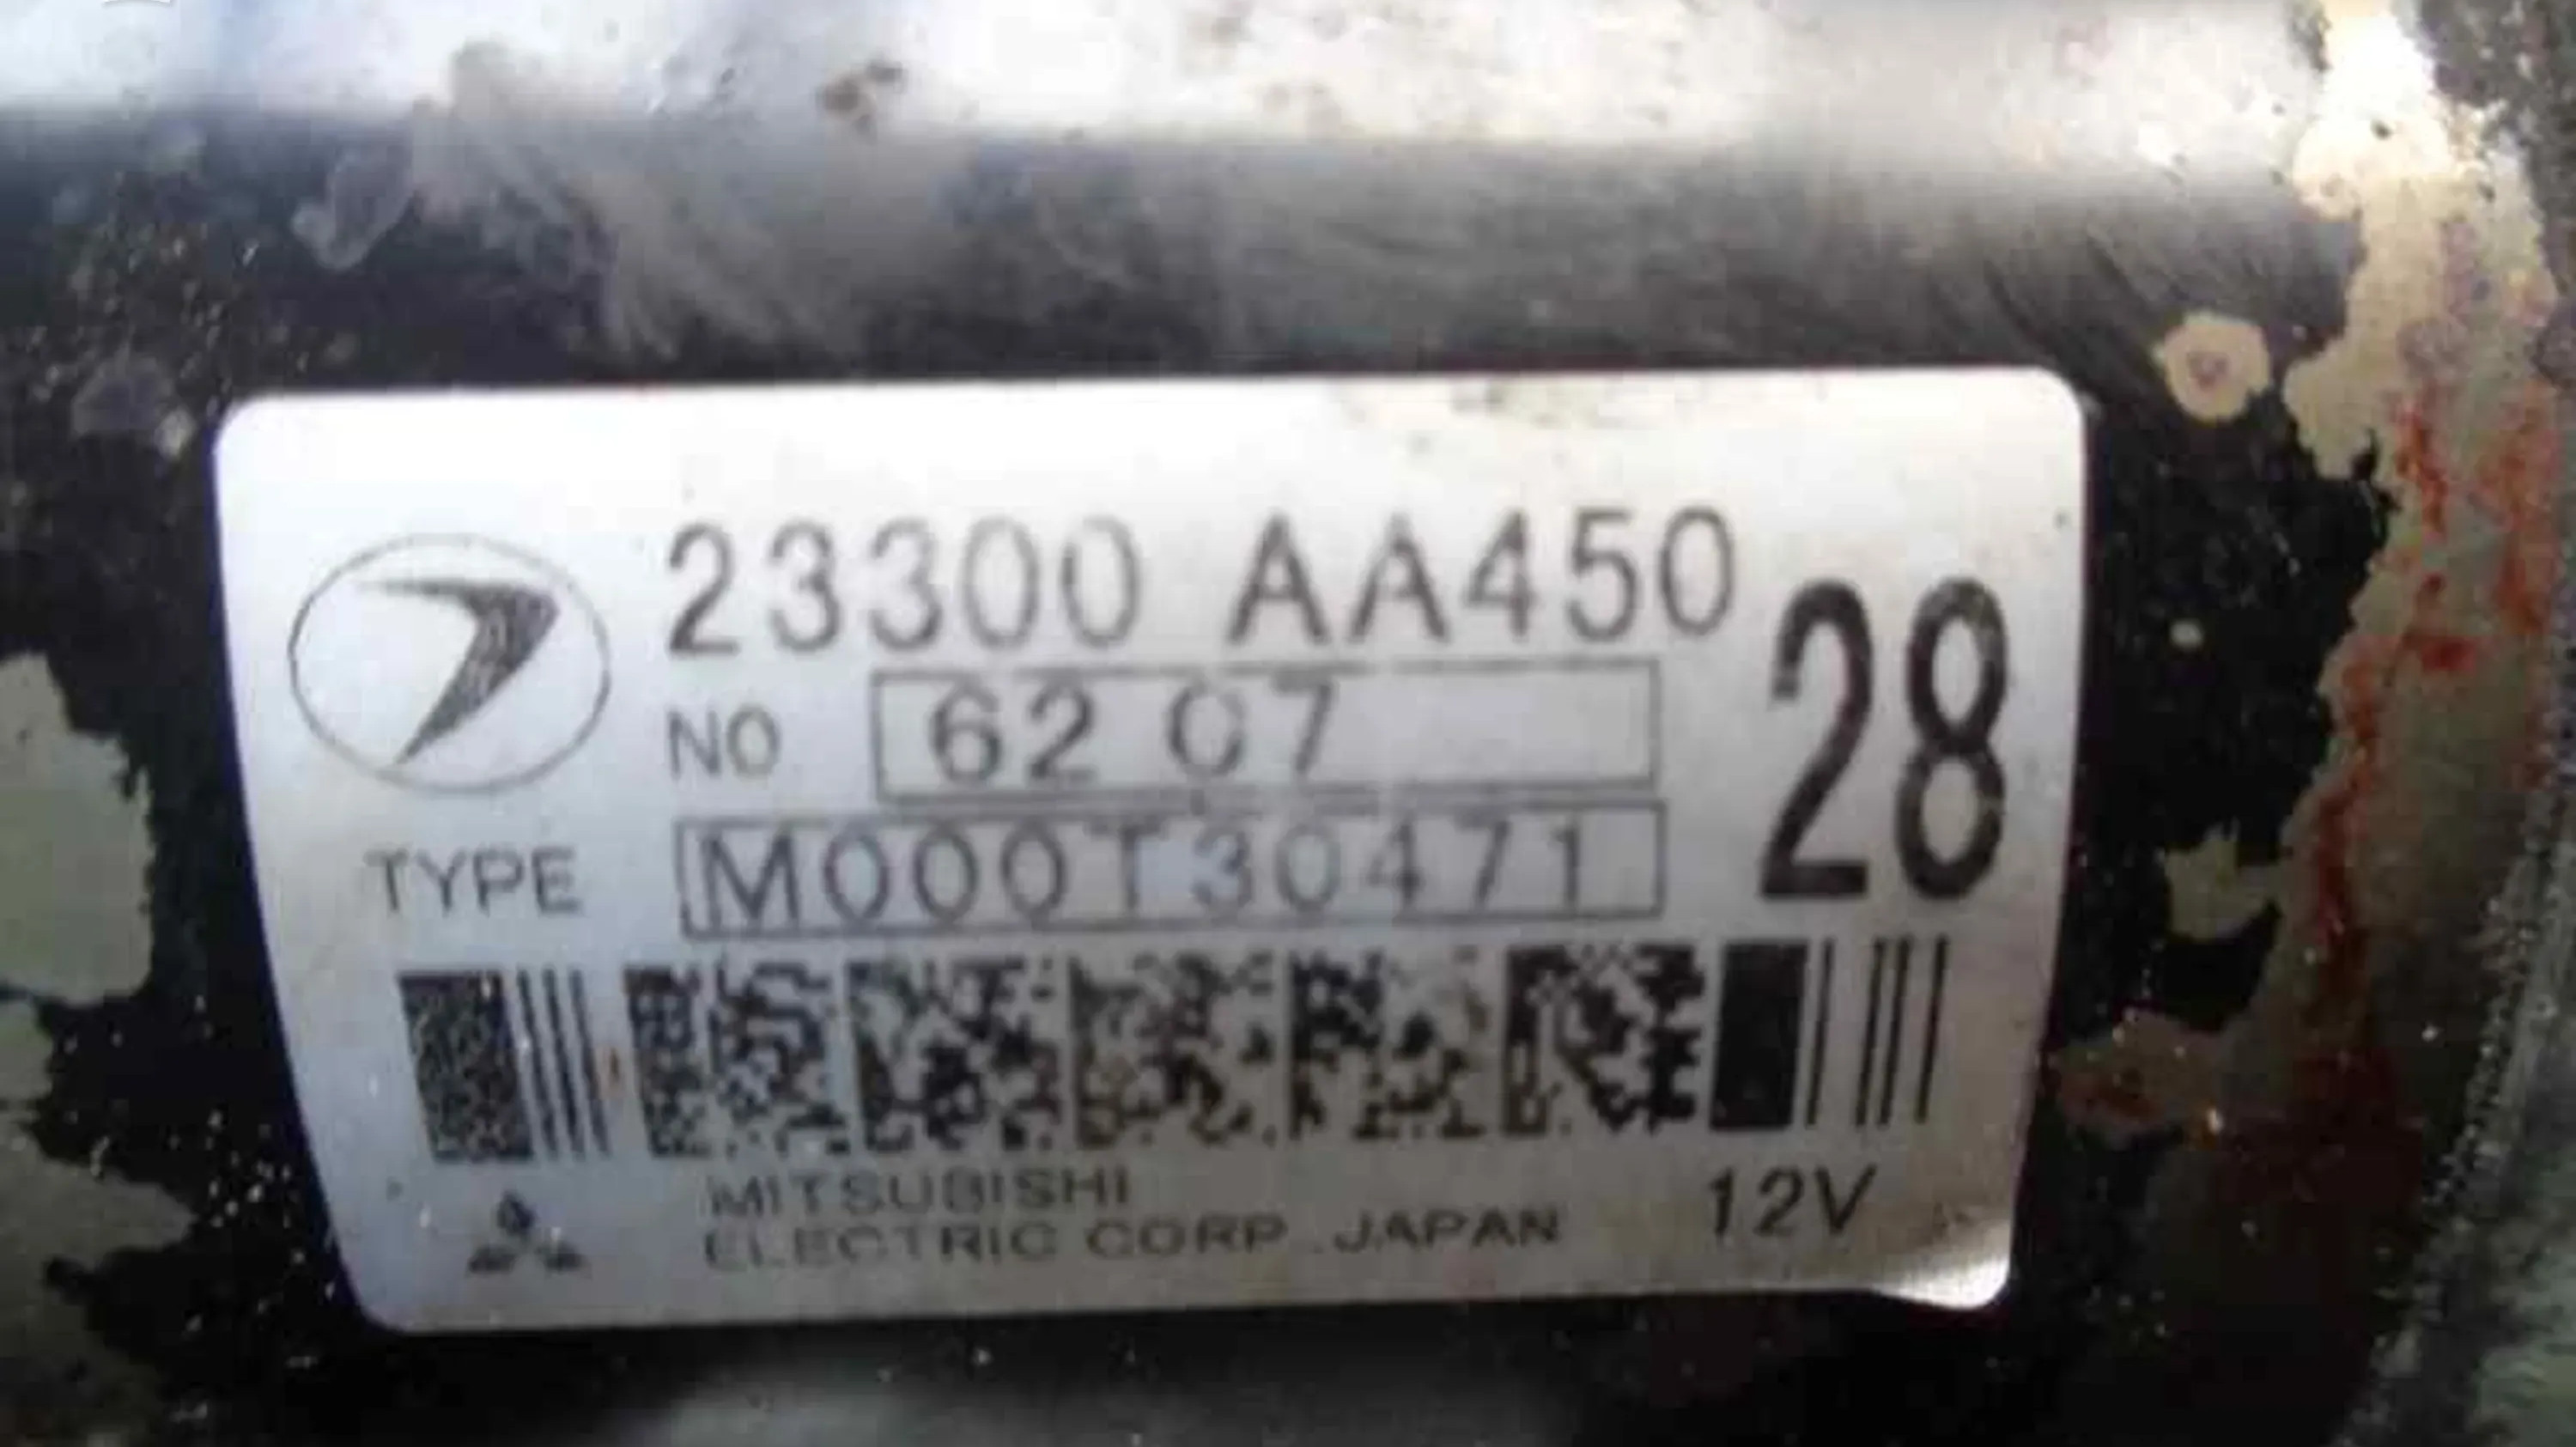 23300 AA450
28
NO 62 07
TYPE M000T30471
MITSUBISHI
ELECTRIC CORP. JAPAN
12V